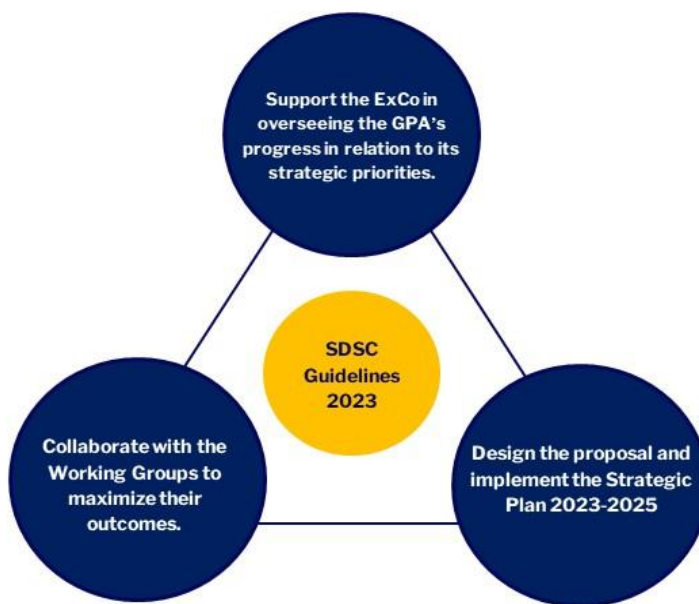 Support the ExCo in
overseeing the GPA's
progress in relation to its
strategic priorities.
SDSC
Guidelines
2023
Collaborate with the
Working Groups to
maximize their
outcomes.
Design the proposal and
implement the Strategic
Plan 2023-2025